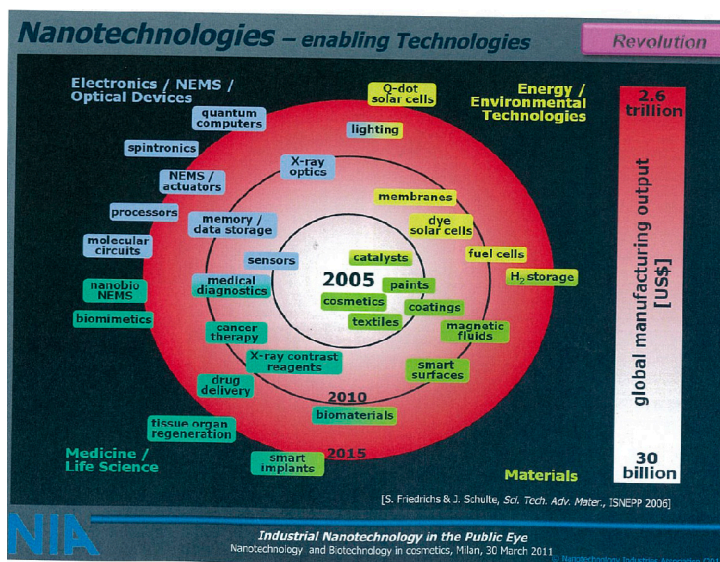 Nanotechnologies – enabling Technologies
Revolution
Electronics / NEMS /
Optical Devices
Energy /
Environmental
Technologies
Q-dot
solar cells
quantum
computers
lighting
spintronics
X-ray
optics
NEMS /
actuators
membranes
processors
memory /
data storage
dye
solar cells
molecular
circuits
sensors
catalysts
fuel cells
H2 storage
nanobio
NEMS
medical
diagnostics
2005
paints
cosmetics
coatings
biomimetics
textiles
cancer
therapy
magnetic
fluids
X-ray contrast
reagents
smart
surfaces
drug
delivery
2010
biomaterials
tissue organ
regeneration
2015
smart
implants
Medicine /
Life Science
Materials
2.6
trillion
global manufacturing output
[US$]
30
billion
[S. Friedrichs & J. Schulte, Sci. Tech. Adv. Mater., ISNEPP 2006]
NIA
Industrial Nanotechnology in the Public Eye
Nanotechnology and Biotechnology in cosmetics, Milan, 30 March 2011
© Nanotechnology Industries Association